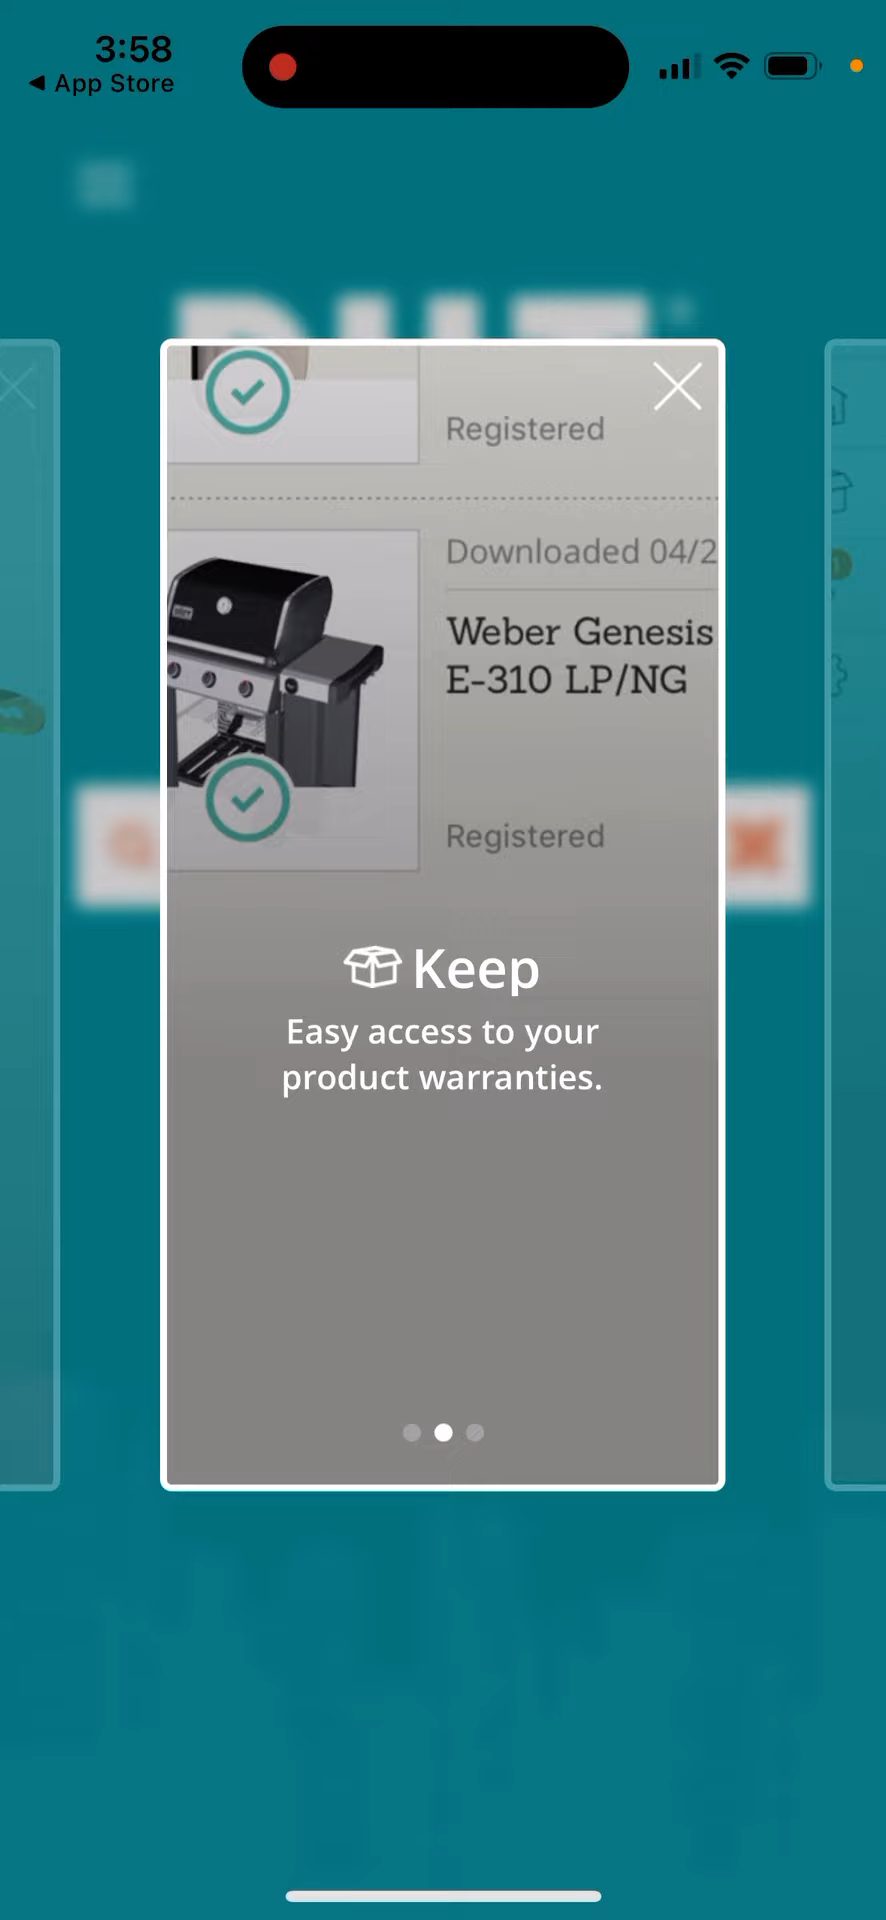 3:58
App Store
Registered
Downloaded 04/2
Weber Genesis
E-310 LP/NG
Registered
Keep
Easy access to your
product warranties.